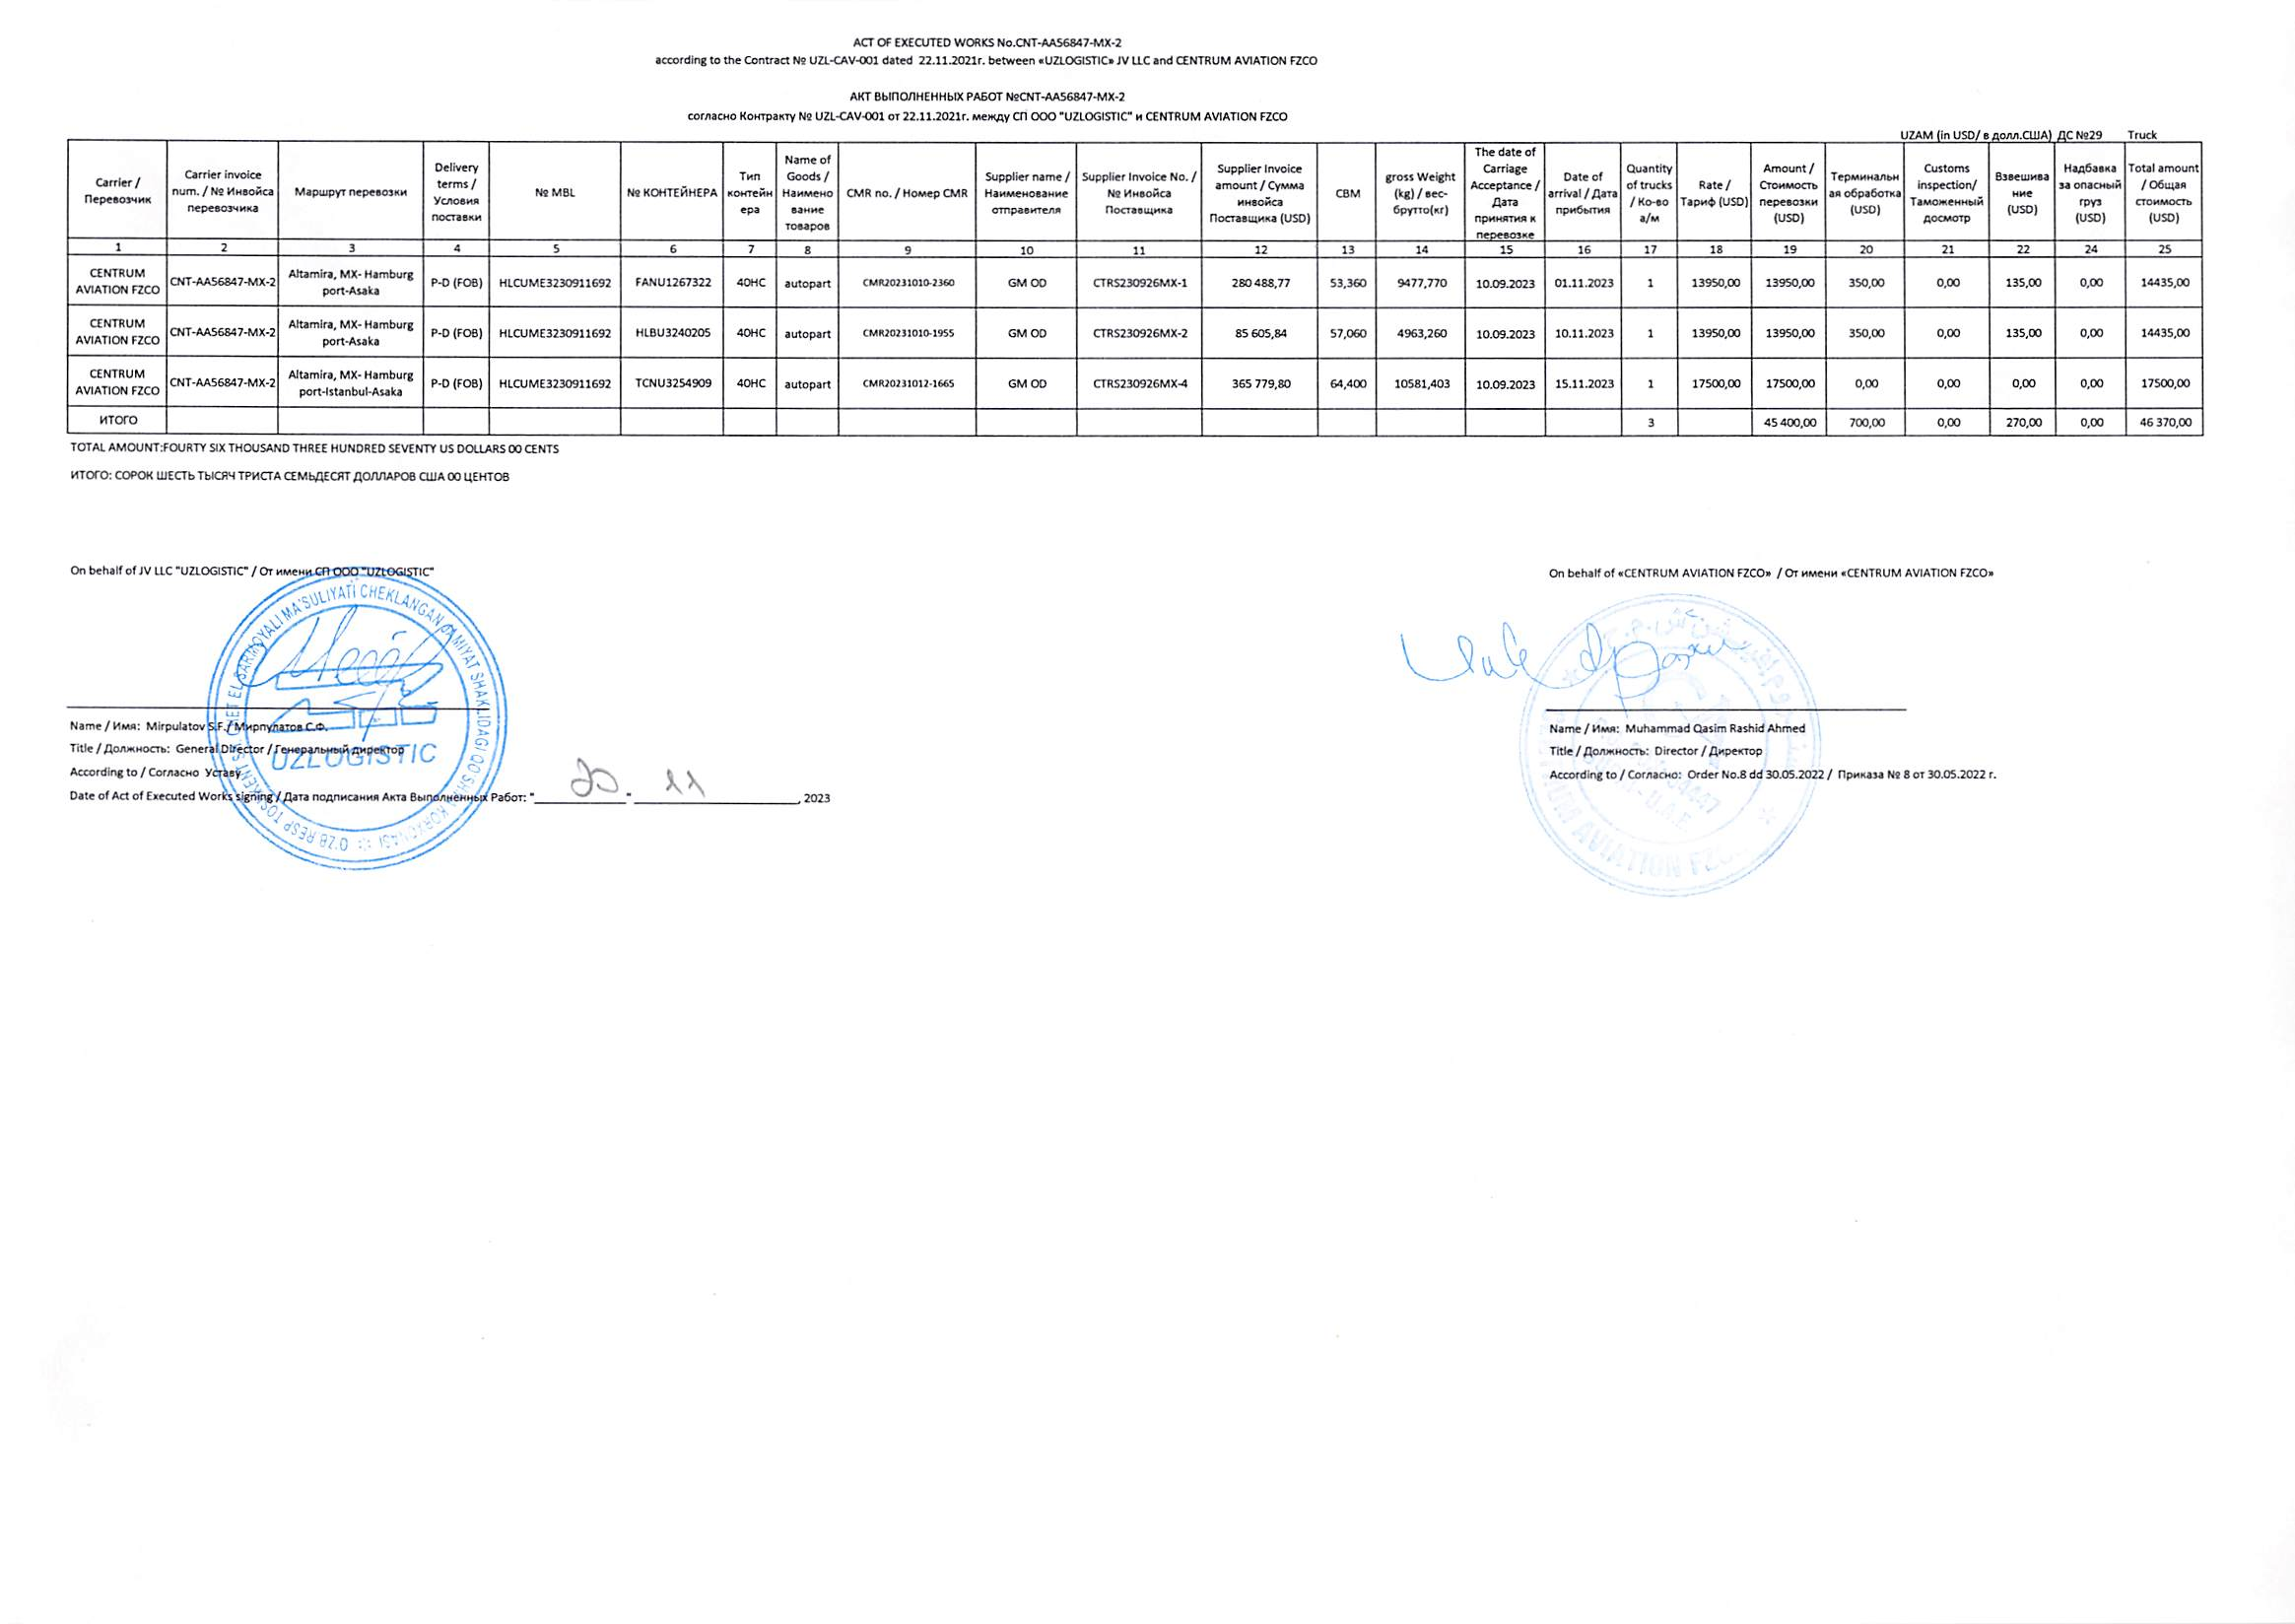 ACT OF EXECUTED WORKS No.CNT-AA56847-MX-2
according to the Contract № UZL-CAV-001 dated 22.11.2021г. between «UZLOGISTIC» JV LLC and CENTRUM AVIATION FZCO
АКТ ВЫПОЛНЕННЫХ РАБОТ №CNT-AA56847-MX-2
согласно Контракту № UZL-CAV-001 от 22.11.2021г. между СП ООО "UZLOGISTIC" и CENTRUM AVIATION FZCO
UZAM (in USD/ в долл.США) ДС №29 Truck
Carrier / Перевозчик | Carrier invoice num. / № Инвойса перевозчика | Маршрут перевозки | Delivery terms / Условия поставки | № MBL | № КОНТЕЙНЕРА | Тип контейнера | Name of Goods / Наименование товаров | CMR no. / Номер CMR | Supplier name / Наименование отправителя | Supplier Invoice No. / № Инвойса Поставщика | Supplier Invoice amount / Сумма инвойса Поставщика (USD) | CBM | gross Weight (kg) / вес-брутто(кг) | The date of Carriage Acceptance / Дата принятия к перевозке | Date of arrival / Дата прибытия | Quantity of trucks / Ко-во а/м | Rate / Тариф (USD) | Amount / Стоимость перевозки (USD) | Терминальная обработка (USD) | Customs inspection/ Таможенный досмотр | Взвешивание (USD) | Надбавка за опасный груз (USD) | Total amount / Общая стоимость (USD)
1 | 2 | 3 | 4 | 5 | 6 | 7 | 8 | 9 | 10 | 11 | 12 | 13 | 14 | 15 | 16 | 17 | 18 | 19 | 20 | 21 | 22 | 24 | 25
CENTRUM AVIATION FZCO | CNT-AA56847-MX-2 | Altamira, MX- Hamburg port-Asaka | P-D (FOB) | HLCUME3230911692 | FANU1267322 | 40HC | autopart | CMR20231010-2360 | GM OD | CTRS230926MX-1 | 280 488,77 | 53,360 | 9477,770 | 10.09.2023 | 01.11.2023 | 1 | 13950,00 | 13950,00 | 350,00 | 0,00 | 135,00 | 0,00 | 14435,00
CENTRUM AVIATION FZCO | CNT-AA56847-MX-2 | Altamira, MX- Hamburg port-Asaka | P-D (FOB) | HLCUME3230911692 | HLBU3240205 | 40HC | autopart | CMR20231010-1955 | GM OD | CTRS230926MX-2 | 85 605,84 | 57,060 | 4963,260 | 10.09.2023 | 10.11.2023 | 1 | 13950,00 | 13950,00 | 350,00 | 0,00 | 135,00 | 0,00 | 14435,00
CENTRUM AVIATION FZCO | CNT-AA56847-MX-2 | Altamira, MX- Hamburg port-Istanbul-Asaka | P-D (FOB) | HLCUME3230911692 | TCNU3254909 | 40HC | autopart | CMR20231012-1665 | GM OD | CTRS230926MX-4 | 365 779,80 | 64,400 | 10581,403 | 10.09.2023 | 15.11.2023 | 1 | 17500,00 | 17500,00 | 0,00 | 0,00 | 0,00 | 0,00 | 17500,00
ИТОГО | 3 | 45 400,00 | 700,00 | 0,00 | 270,00 | 0,00 | 46 370,00
TOTAL AMOUNT:FOURTY SIX THOUSAND THREE HUNDRED SEVENTY US DOLLARS 00 CENTS
ИТОГО: СОРОК ШЕСТЬ ТЫСЯЧ ТРИСТА СЕМЬДЕСЯТ ДОЛЛАРОВ США 00 ЦЕНТОВ
On behalf of JV LLC "UZLOGISTIC" / От имени СП ООО "UZLOGISTIC"
Name / Имя: Mirpulatov S.F./ Мирпулатов С.Ф.
Title / Должность: General Director / Генеральный директор
According to / Согласно Уставу
Date of Act of Executed Works signing / Дата подписания Акта Выполненных Работ: "____" 11 ____, 2023
UZLOGISTIC
On behalf of «CENTRUM AVIATION FZCO» / От имени «CENTRUM AVIATION FZCO»
Name / Имя: Muhammad Qasim Rashid Ahmed
Title / Должность: Director / Директор
According to / Согласно: Order No.8 dd 30.05.2022 / Приказа № 8 от 30.05.2022 г.